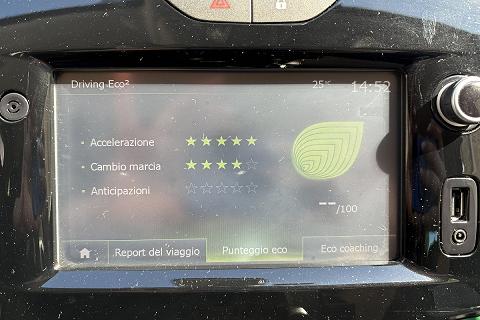 Driving Eco²
25°C 14:52
Accelerazione
Cambio marcia
Anticipazioni
--/100
Report del viaggio
Punteggio eco
Eco coaching